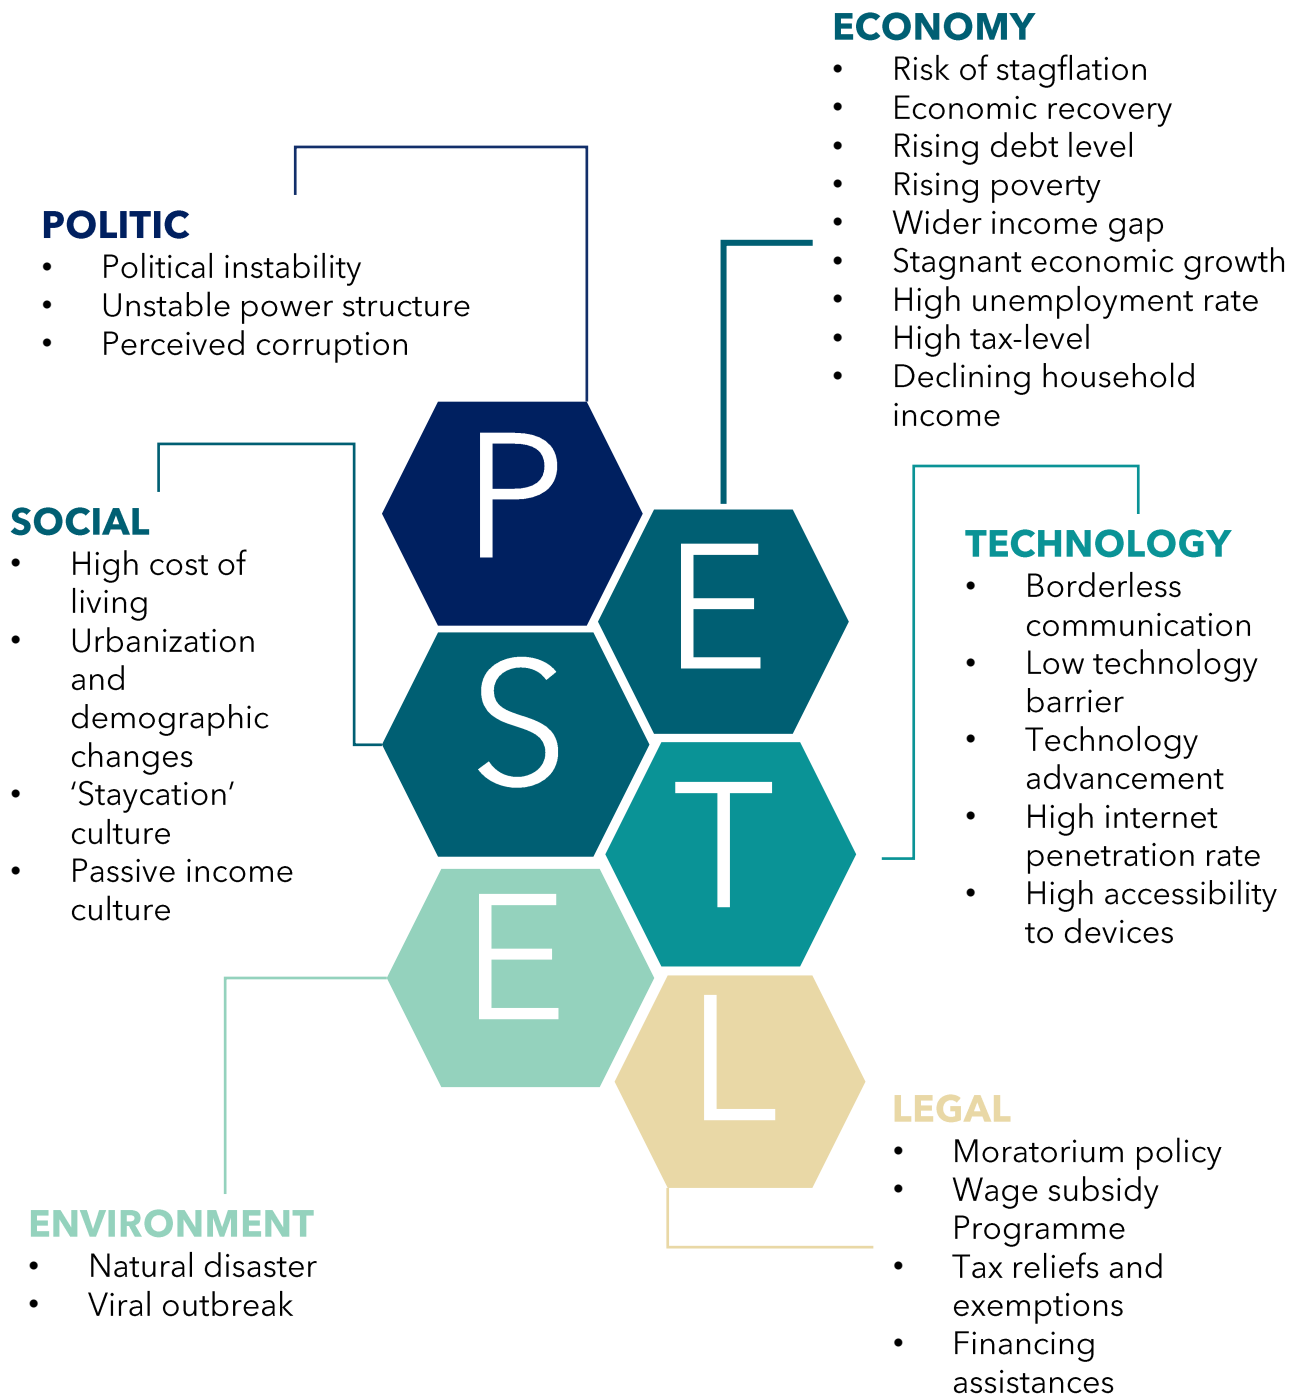 POLITIC
• Political instability
• Unstable power structure
• Perceived corruption
ECONOMY
• Risk of stagflation
• Economic recovery
• Rising debt level
• Rising poverty
• Wider income gap
• Stagnant economic growth
• High unemployment rate
• High tax-level
• Declining household
income
SOCIAL
• High cost of
living
• Urbanization
and
demographic
changes
• ‘Staycation’
culture
• Passive income
culture
TECHNOLOGY
• Borderless
communication
• Low technology
barrier
• Technology
advancement
• High internet
penetration rate
• High accessibility
to devices
P
E
S
T
E
L
ENVIRONMENT
• Natural disaster
• Viral outbreak
LEGAL
• Moratorium policy
• Wage subsidy
Programme
• Tax reliefs and
exemptions
• Financing
assistances